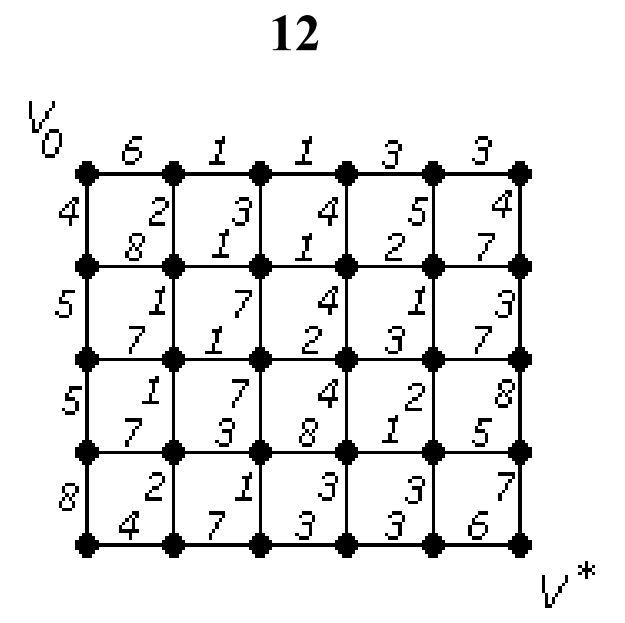 12
V0
6 1 1 3 3
4 2 3 4 5 4
8 1 1 2 7
5 1 7 4 1 3
7 1 2 3 7
5 1 7 4 2 8
7 3 8 1 5
8 2 1 3 3 7
4 7 3 3 6
V*